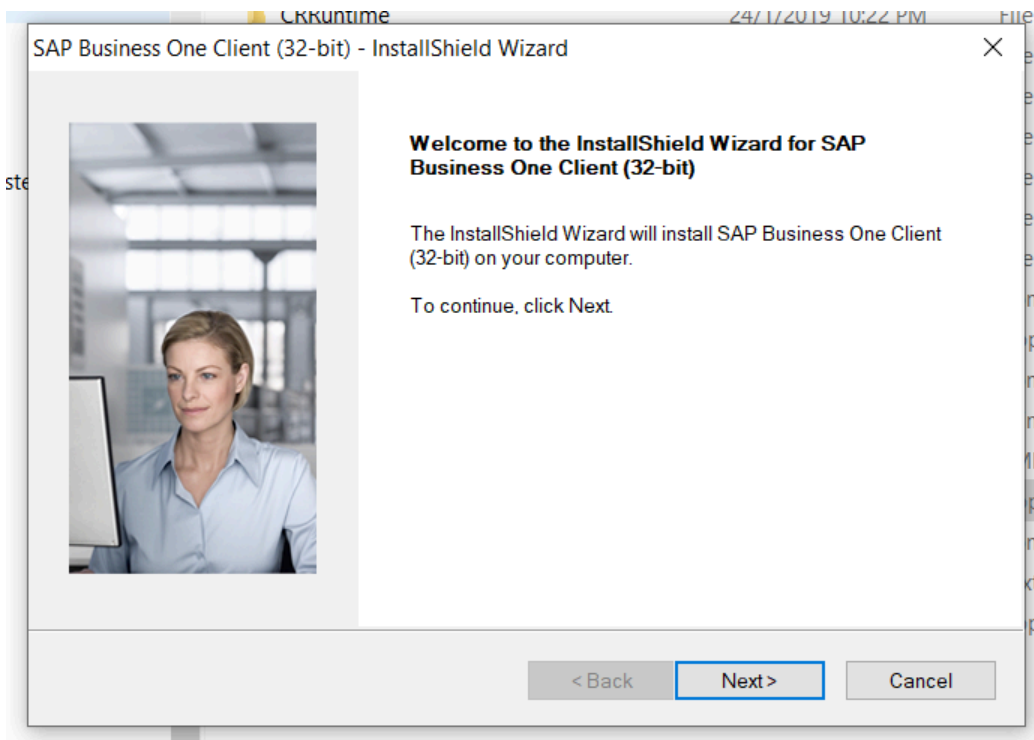 CRRuntime 24/1/2019 10:22 PM File
SAP Business One Client (32-bit) - InstallShield Wizard
Welcome to the InstallShield Wizard for SAP
Business One Client (32-bit)
The InstallShield Wizard will install SAP Business One Client
(32-bit) on your computer.
To continue, click Next.
< Back Next > Cancel